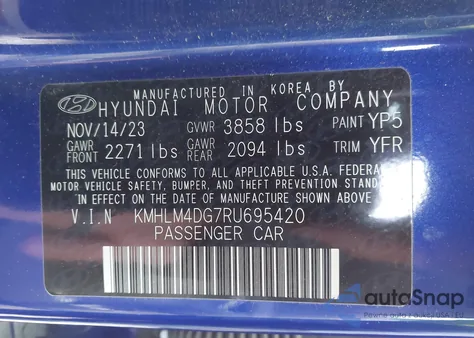 MANUFACTURED IN KOREA BY
HYUNDAI MOTOR COMPANY
NOV/14/23 GVWR 3858 lbs PAINT YP5
GAWR FRONT 2271 lbs GAWR REAR 2094 lbs TRIM YFR
THIS VEHICLE CONFORMS TO ALL APPLICABLE U.S.A. FEDERAL
MOTOR VEHICLE SAFETY, BUMPER, AND THEFT PREVENTION
STANDARDS IN EFFECT ON THE DATE OF MANUFACTURE SHOWN ABOVE.
V.I.N KMHLM4DG7RU695420
PASSENGER CAR
autoSnap